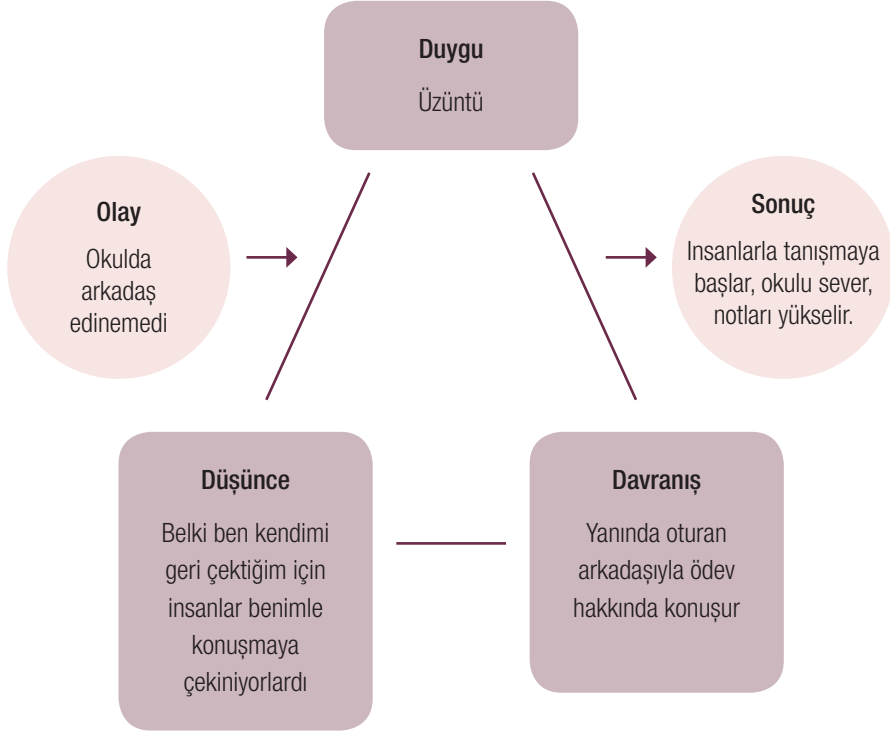 Duygu
Üzüntü
Olay
Okulda
arkadaş
edinemedi
Sonuç
Insanlarla tanışmaya
başlar, okulu sever,
notları yükselir.
Düşünce
Belki ben kendimi
geri çektiğim için
insanlar benimle
konuşmaya
çekiniyorlardı
Davranış
Yanında oturan
arkadaşıyla ödev
hakkında konuşur